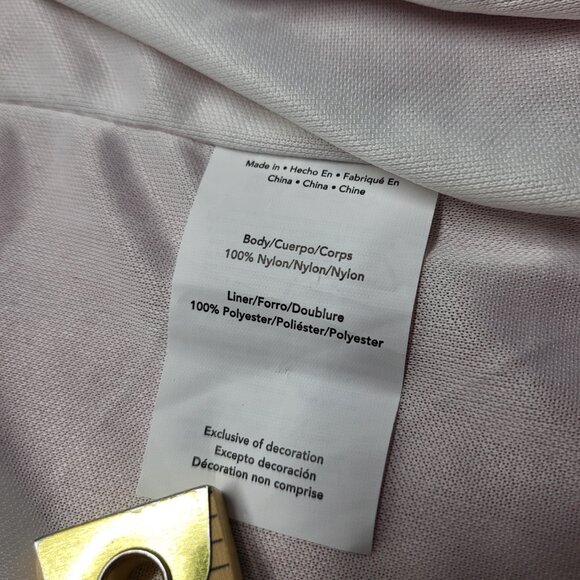 Made in • Hecho En • Fabriqué En
China • China • Chine
Body/Cuerpo/Corps
100% Nylon/Nylon/Nylon
Liner/Forro/Doublure
100% Polyester/Poliéster/Polyester
Exclusive of decoration
Excepto decoración
Décoration non comprise